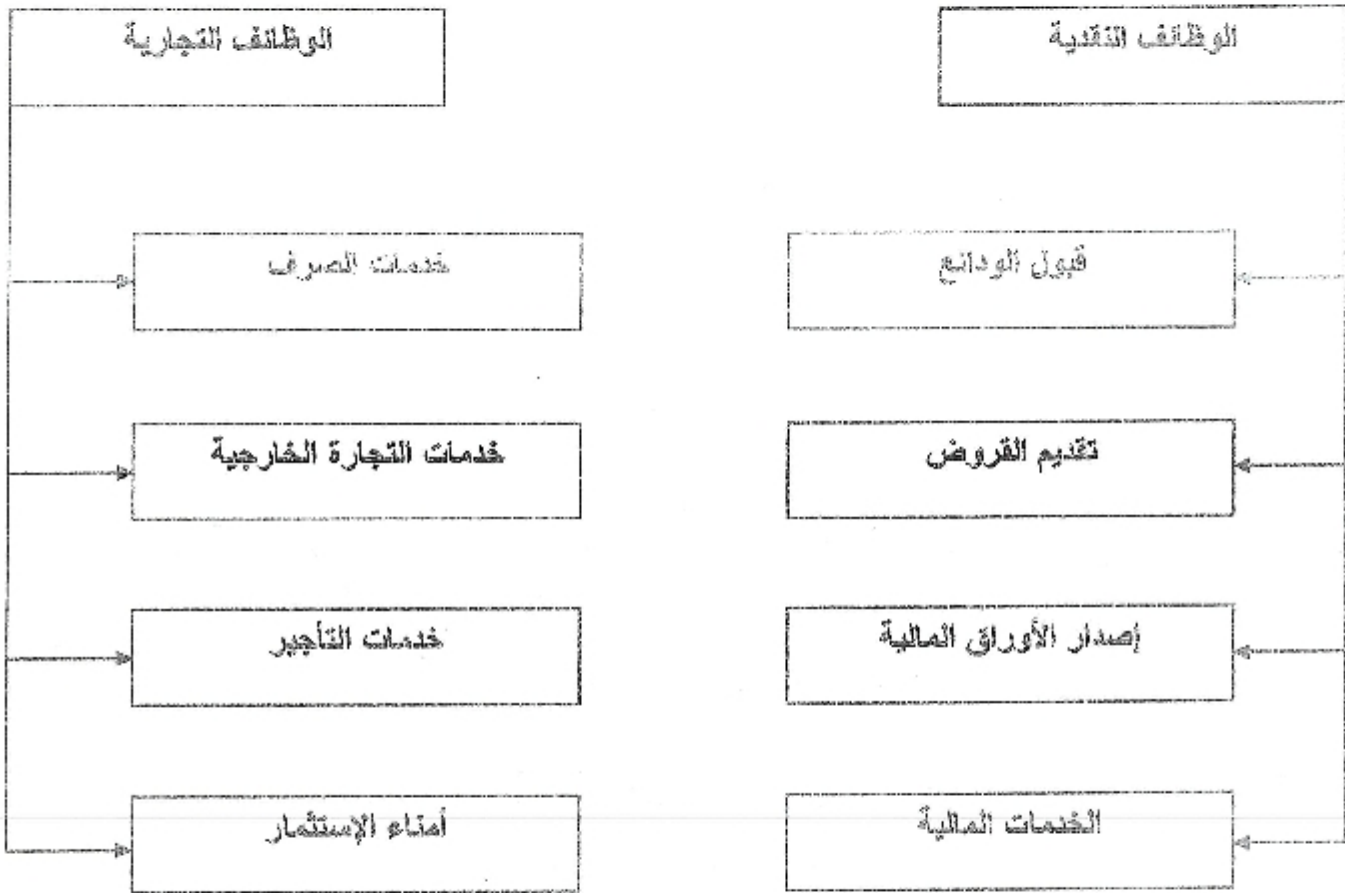 الوظائف النقدية
الوظائف التجارية
قبول الودائع
خدمات الصرف
تقديم القروض
خدمات التجارة الخارجية
إصدار الأوراق المالية
خدمات التأجير
الخدمات المالية
أمناء الإستثمار